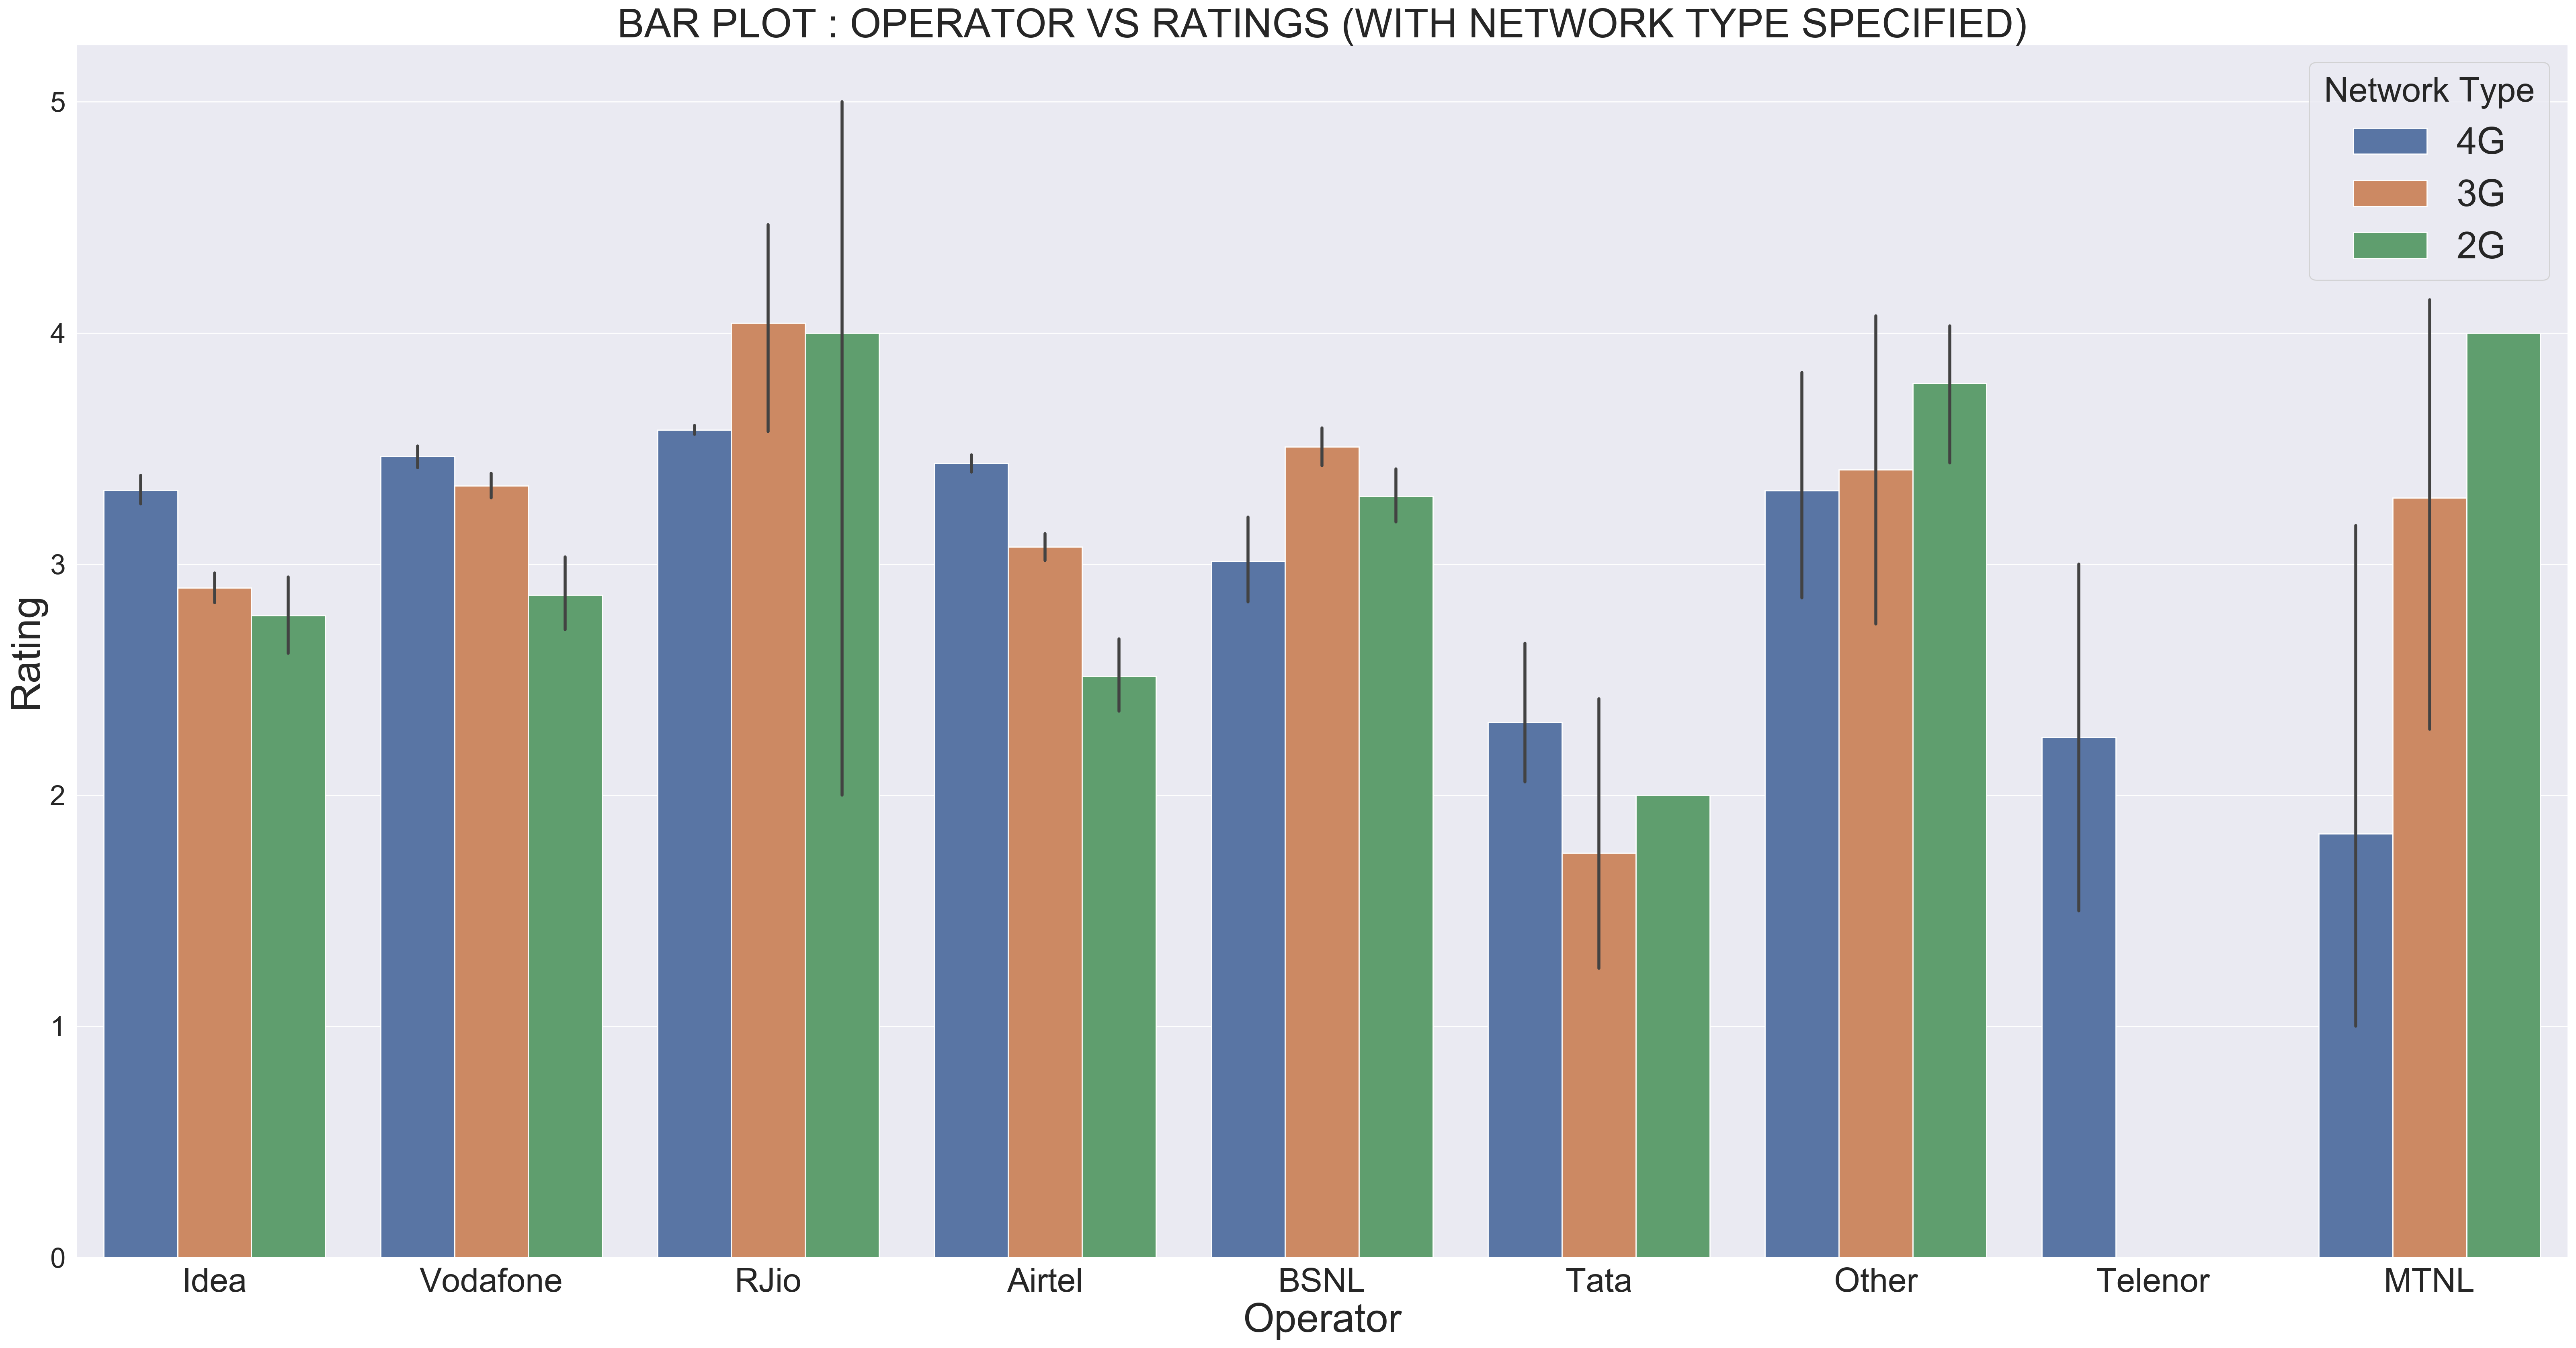 BAR PLOT : OPERATOR VS RATINGS (WITH NETWORK TYPE SPECIFIED)
Network Type
4G
3G
2G
5
4
3
2
1
0
Rating
Idea Vodafone RJio Airtel BSNL Tata Other Telenor MTNL
Operator